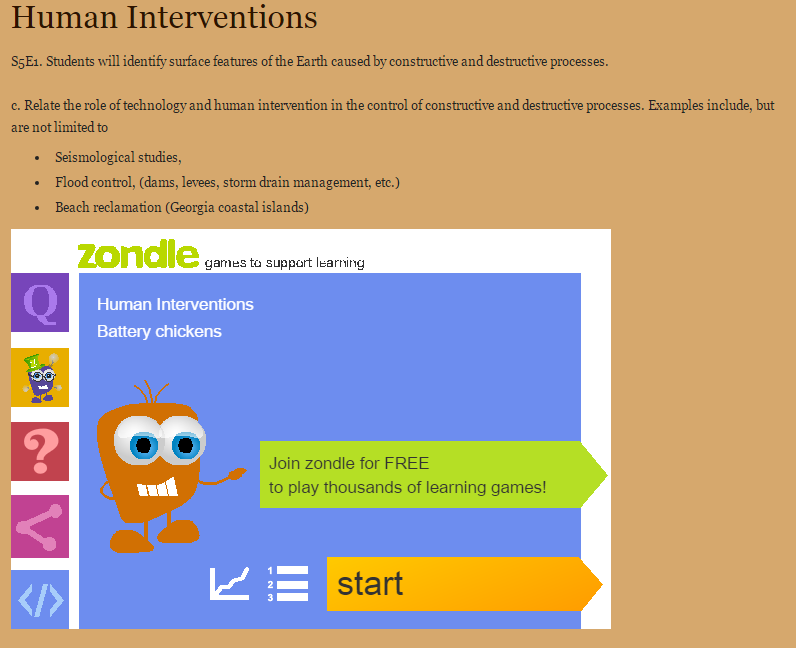 Human Interventions
S5E1. Students will identify surface features of the Earth caused by constructive and destructive processes.
c. Relate the role of technology and human intervention in the control of constructive and destructive processes. Examples include, but
are not limited to
• Seismological studies,
• Flood control, (dams, levees, storm drain management, etc.)
• Beach reclamation (Georgia coastal islands)
zondle games to support learning
Q
Human Interventions
Battery chickens
?
Join zondle for FREE
to play thousands of learning games!
</>
1
2
3
start